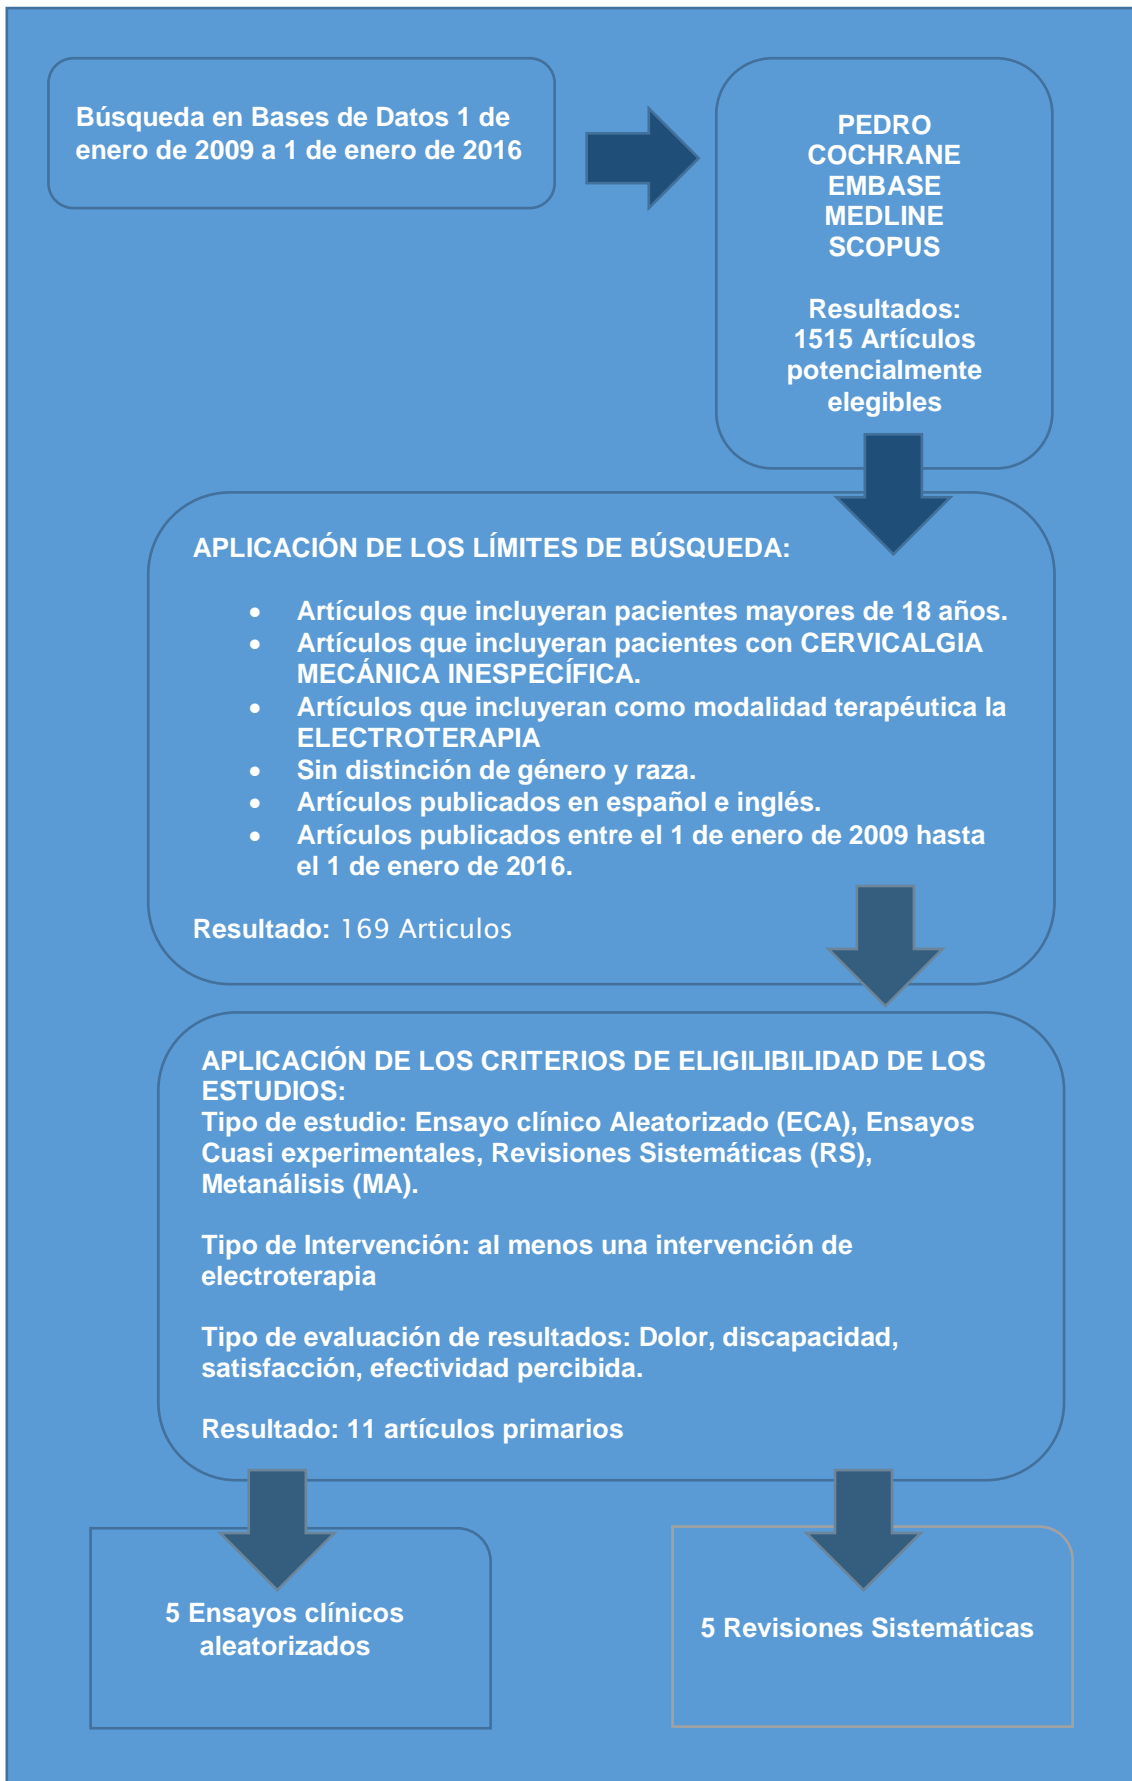 Búsqueda en Bases de Datos 1 de
enero de 2009 a 1 de enero de 2016
PEDRO
COCHRANE
EMBASE
MEDLINE
SCOPUS
Resultados:
1515 Artículos
potencialmente
elegibles
APLICACIÓN DE LOS LÍMITES DE BÚSQUEDA:
• Artículos que incluyeran pacientes mayores de 18 años.
• Artículos que incluyeran pacientes con CERVICALGIA
MECÁNICA INESPECÍFICA.
• Artículos que incluyeran como modalidad terapéutica la
ELECTROTERAPIA
• Sin distinción de género y raza.
• Artículos publicados en español e inglés.
• Artículos publicados entre el 1 de enero de 2009 hasta
el 1 de enero de 2016.
Resultado: 169 Articulos
APLICACIÓN DE LOS CRITERIOS DE ELIGILIBILIDAD DE LOS
ESTUDIOS:
Tipo de estudio: Ensayo clínico Aleatorizado (ECA), Ensayos
Cuasi experimentales, Revisiones Sistemáticas (RS),
Metanálisis (MA).
Tipo de Intervención: al menos una intervención de
electroterapia
Tipo de evaluación de resultados: Dolor, discapacidad,
satisfacción, efectividad percibida.
Resultado: 11 artículos primarios
5 Ensayos clínicos
aleatorizados
5 Revisiones Sistemáticas